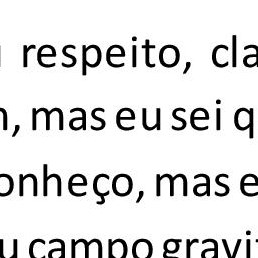 respeito, cla
, mas eu sei q
onheço, mas e
u campo gravit